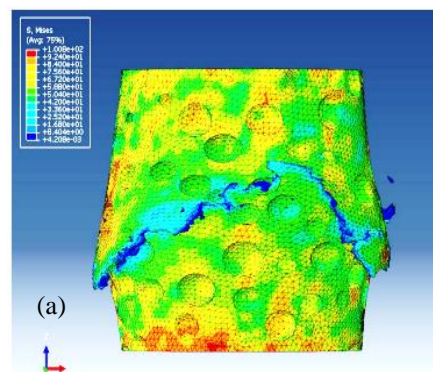 S, Mises
(Avg: 75%)
+1.008e+02
+9.240e+01
+8.400e+01
+7.560e+01
+6.720e+01
+5.880e+01
+5.040e+01
+4.200e+01
+3.360e+01
+2.520e+01
+1.680e+01
+8.404e+00
+4.208e-03
(a)